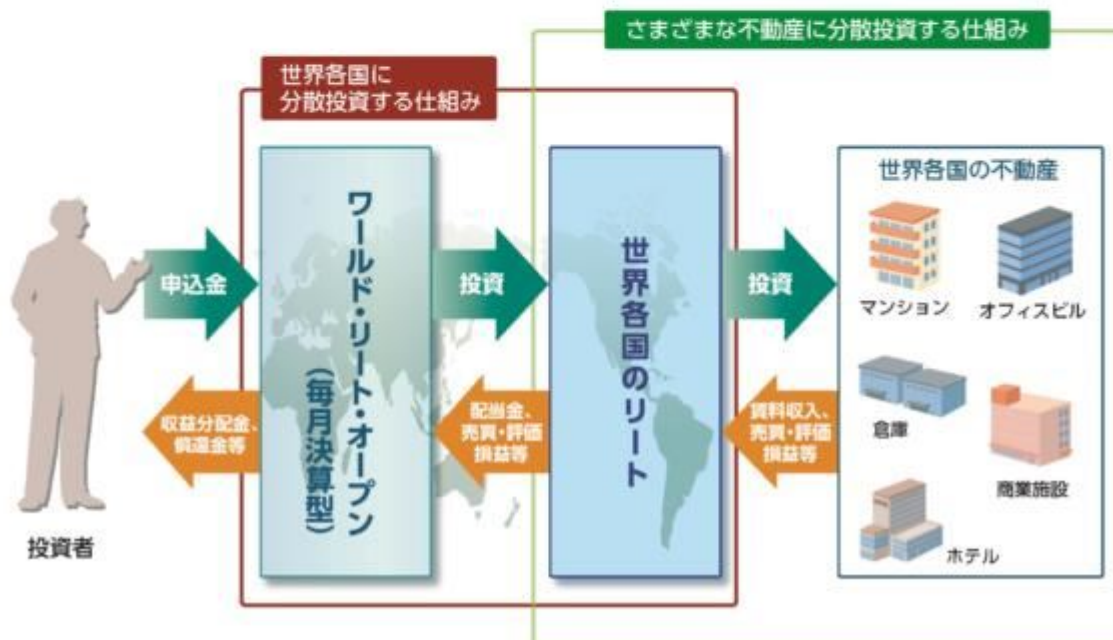 さまざまな不動産に分散投資する仕組み
世界各国に
分散投資する仕組み
投資者
申込金
収益分配金、
償還金等
ワールド・リート・オープン
(毎月決算型)
投資
配当金、
売買・評価
損益等
世界各国のリート
投資
賃料収入、
売買・評価
損益等
世界各国の不動産
マンション
オフィスビル
倉庫
商業施設
ホテル